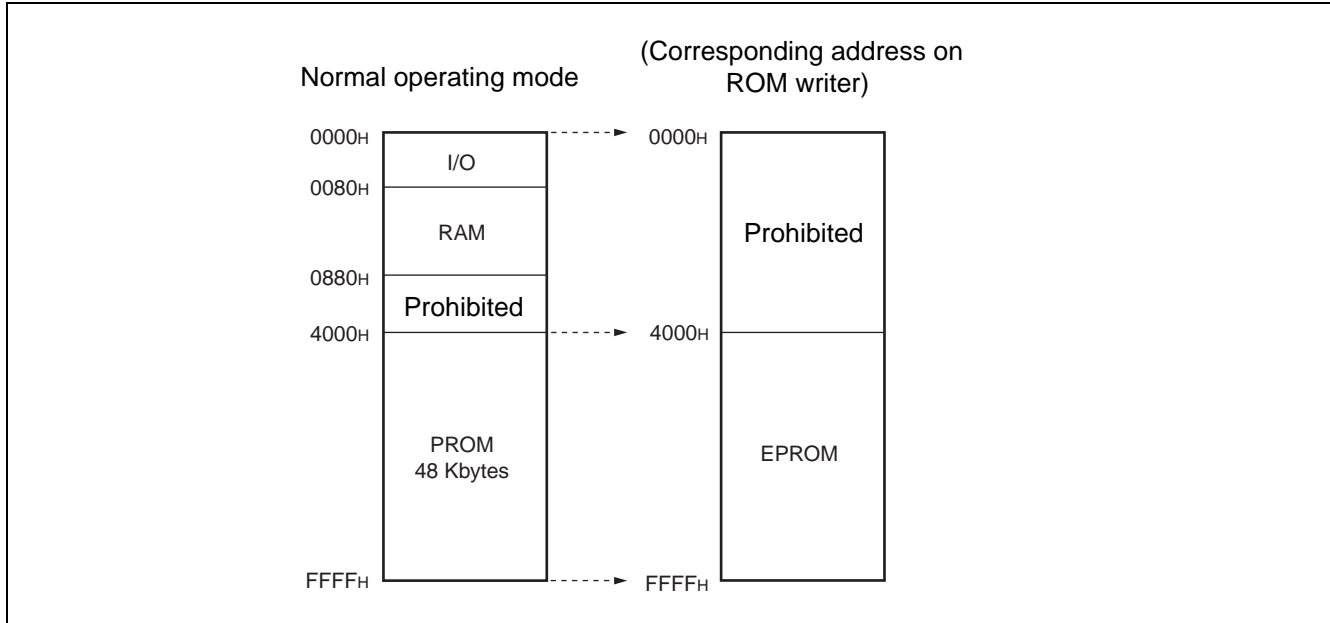 Normal operating mode
(Corresponding address on
ROM writer)
0000H
I/O
0080H
RAM
0880H
Prohibited
4000H
PROM
48 Kbytes
FFFFH
0000H
Prohibited
4000H
EPROM
FFFFH